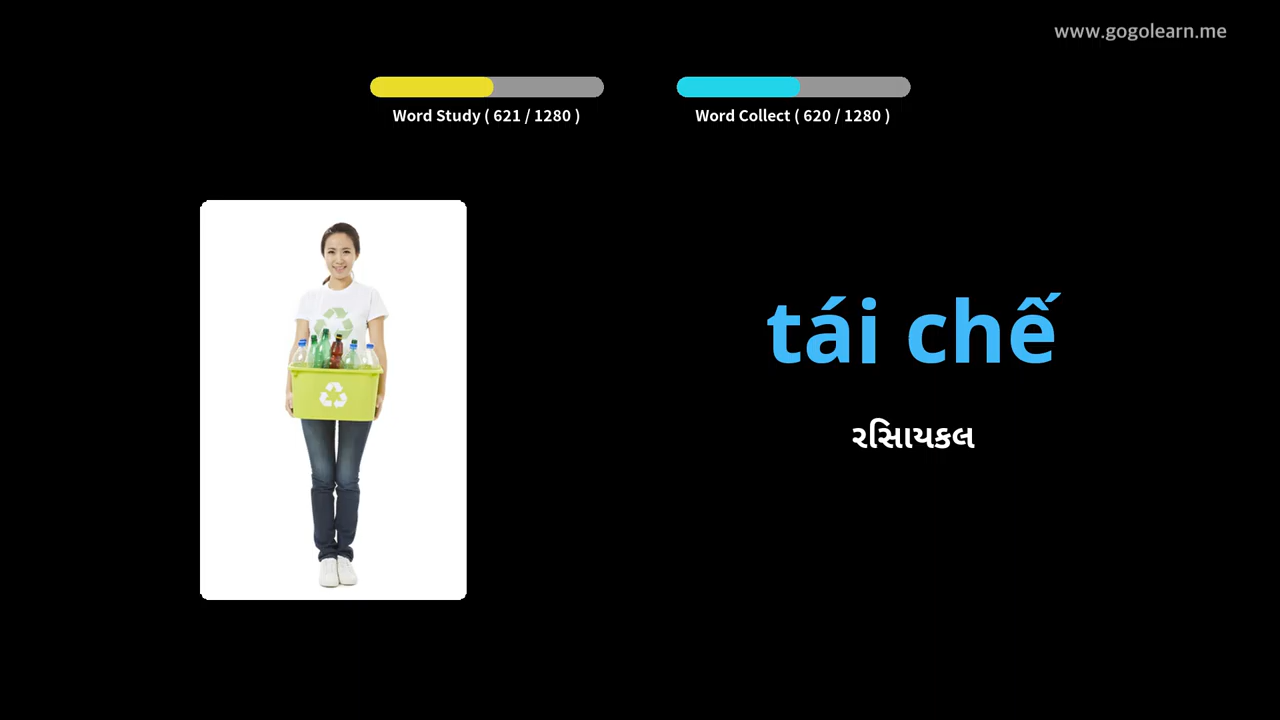 www.gogolearn.me
Word Study ( 621 / 1280 )
Word Collect ( 620 / 1280 )
tái chế
રિસાયકલ